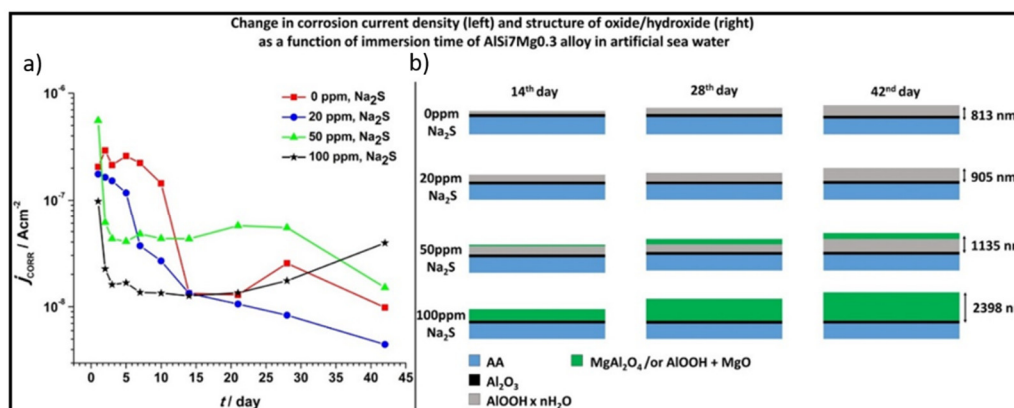 Change in corrosion current density (left) and structure of oxide/hydroxide (right)
as a function of immersion time of AlSi7Mg0.3 alloy in artificial sea water
a)
10⁻⁶
10⁻⁷
10⁻⁸
j_CORR / Acm⁻²
0 ppm, Na₂S
20 ppm, Na₂S
50 ppm, Na₂S
100 ppm, Na₂S
0 5 10 15 20 25 30 35 40 45
t / day
b)
14th day 28th day 42nd day
0ppm
Na₂S
813 nm
20ppm
Na₂S
905 nm
50ppm
Na₂S
1135 nm
100ppm
Na₂S
2398 n
AA
MgAl₂O₄/or AlOOH + MgO
Al₂O₃
AlOOH x nH₂O